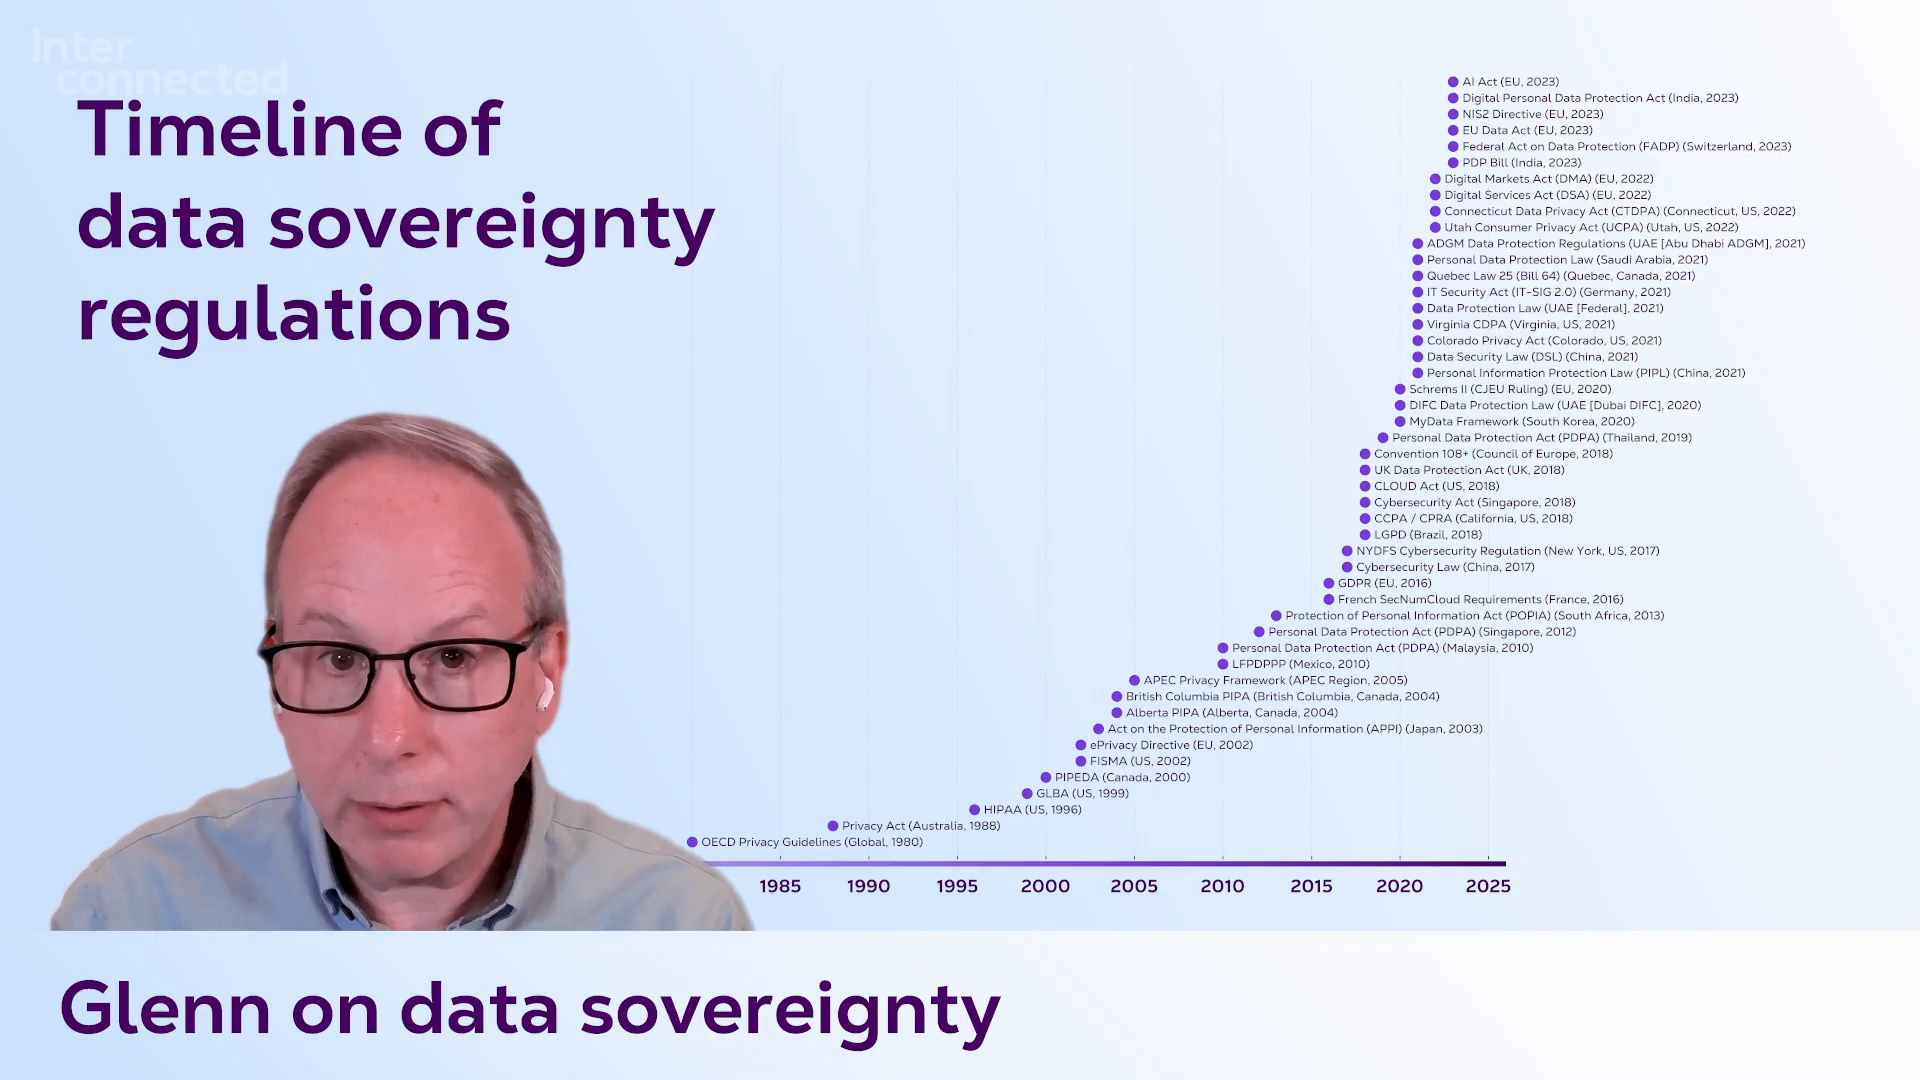 Inter
connected
Timeline of
data sovereignty
regulations
AI Act (EU, 2023)
Digital Personal Data Protection Act (India, 2023)
NIS2 Directive (EU, 2023)
EU Data Act (EU, 2023)
Federal Act on Data Protection (FADP) (Switzerland, 2023)
PDP Bill (India, 2023)
Digital Markets Act (DMA) (EU, 2022)
Digital Services Act (DSA) (EU, 2022)
Connecticut Data Privacy Act (CTDPA) (Connecticut, US, 2022)
Utah Consumer Privacy Act (UCPA) (Utah, US, 2022)
ADGM Data Protection Regulations (UAE [Abu Dhabi ADGM], 2021)
Personal Data Protection Law (Saudi Arabia, 2021)
Quebec Law 25 (Bill 64) (Quebec, Canada, 2021)
IT Security Act (IT-SIG 2.0) (Germany, 2021)
Data Protection Law (UAE [Federal], 2021)
Virginia CDPA (Virginia, US, 2021)
Colorado Privacy Act (Colorado, US, 2021)
Data Security Law (DSL) (China, 2021)
Personal Information Protection Law (PIPL) (China, 2021)
Schrems II (CJEU Ruling) (EU, 2020)
DIFC Data Protection Law (UAE [Dubai DIFC], 2020)
MyData Framework (South Korea, 2020)
Personal Data Protection Act (PDPA) (Thailand, 2019)
Convention 108+ (Council of Europe, 2018)
UK Data Protection Act (UK, 2018)
CLOUD Act (US, 2018)
Cybersecurity Act (Singapore, 2018)
CCPA / CPRA (California, US, 2018)
LGPD (Brazil, 2018)
NYDFS Cybersecurity Regulation (New York, US, 2017)
Cybersecurity Law (China, 2017)
GDPR (EU, 2016)
French SecNumCloud Requirements (France, 2016)
Protection of Personal Information Act (POPIA) (South Africa, 2013)
Personal Data Protection Act (PDPA) (Singapore, 2012)
Personal Data Protection Act (PDPA) (Malaysia, 2010)
LFPDPPP (Mexico, 2010)
APEC Privacy Framework (APEC Region, 2005)
British Columbia PIPA (British Columbia, Canada, 2004)
Alberta PIPA (Alberta, Canada, 2004)
Act on the Protection of Personal Information (APPI) (Japan, 2003)
ePrivacy Directive (EU, 2002)
FISMA (US, 2002)
PIPEDA (Canada, 2000)
GLBA (US, 1999)
HIPAA (US, 1996)
Privacy Act (Australia, 1988)
OECD Privacy Guidelines (Global, 1980)
1985 1990 1995 2000 2005 2010 2015 2020 2025
Glenn on data sovereignty